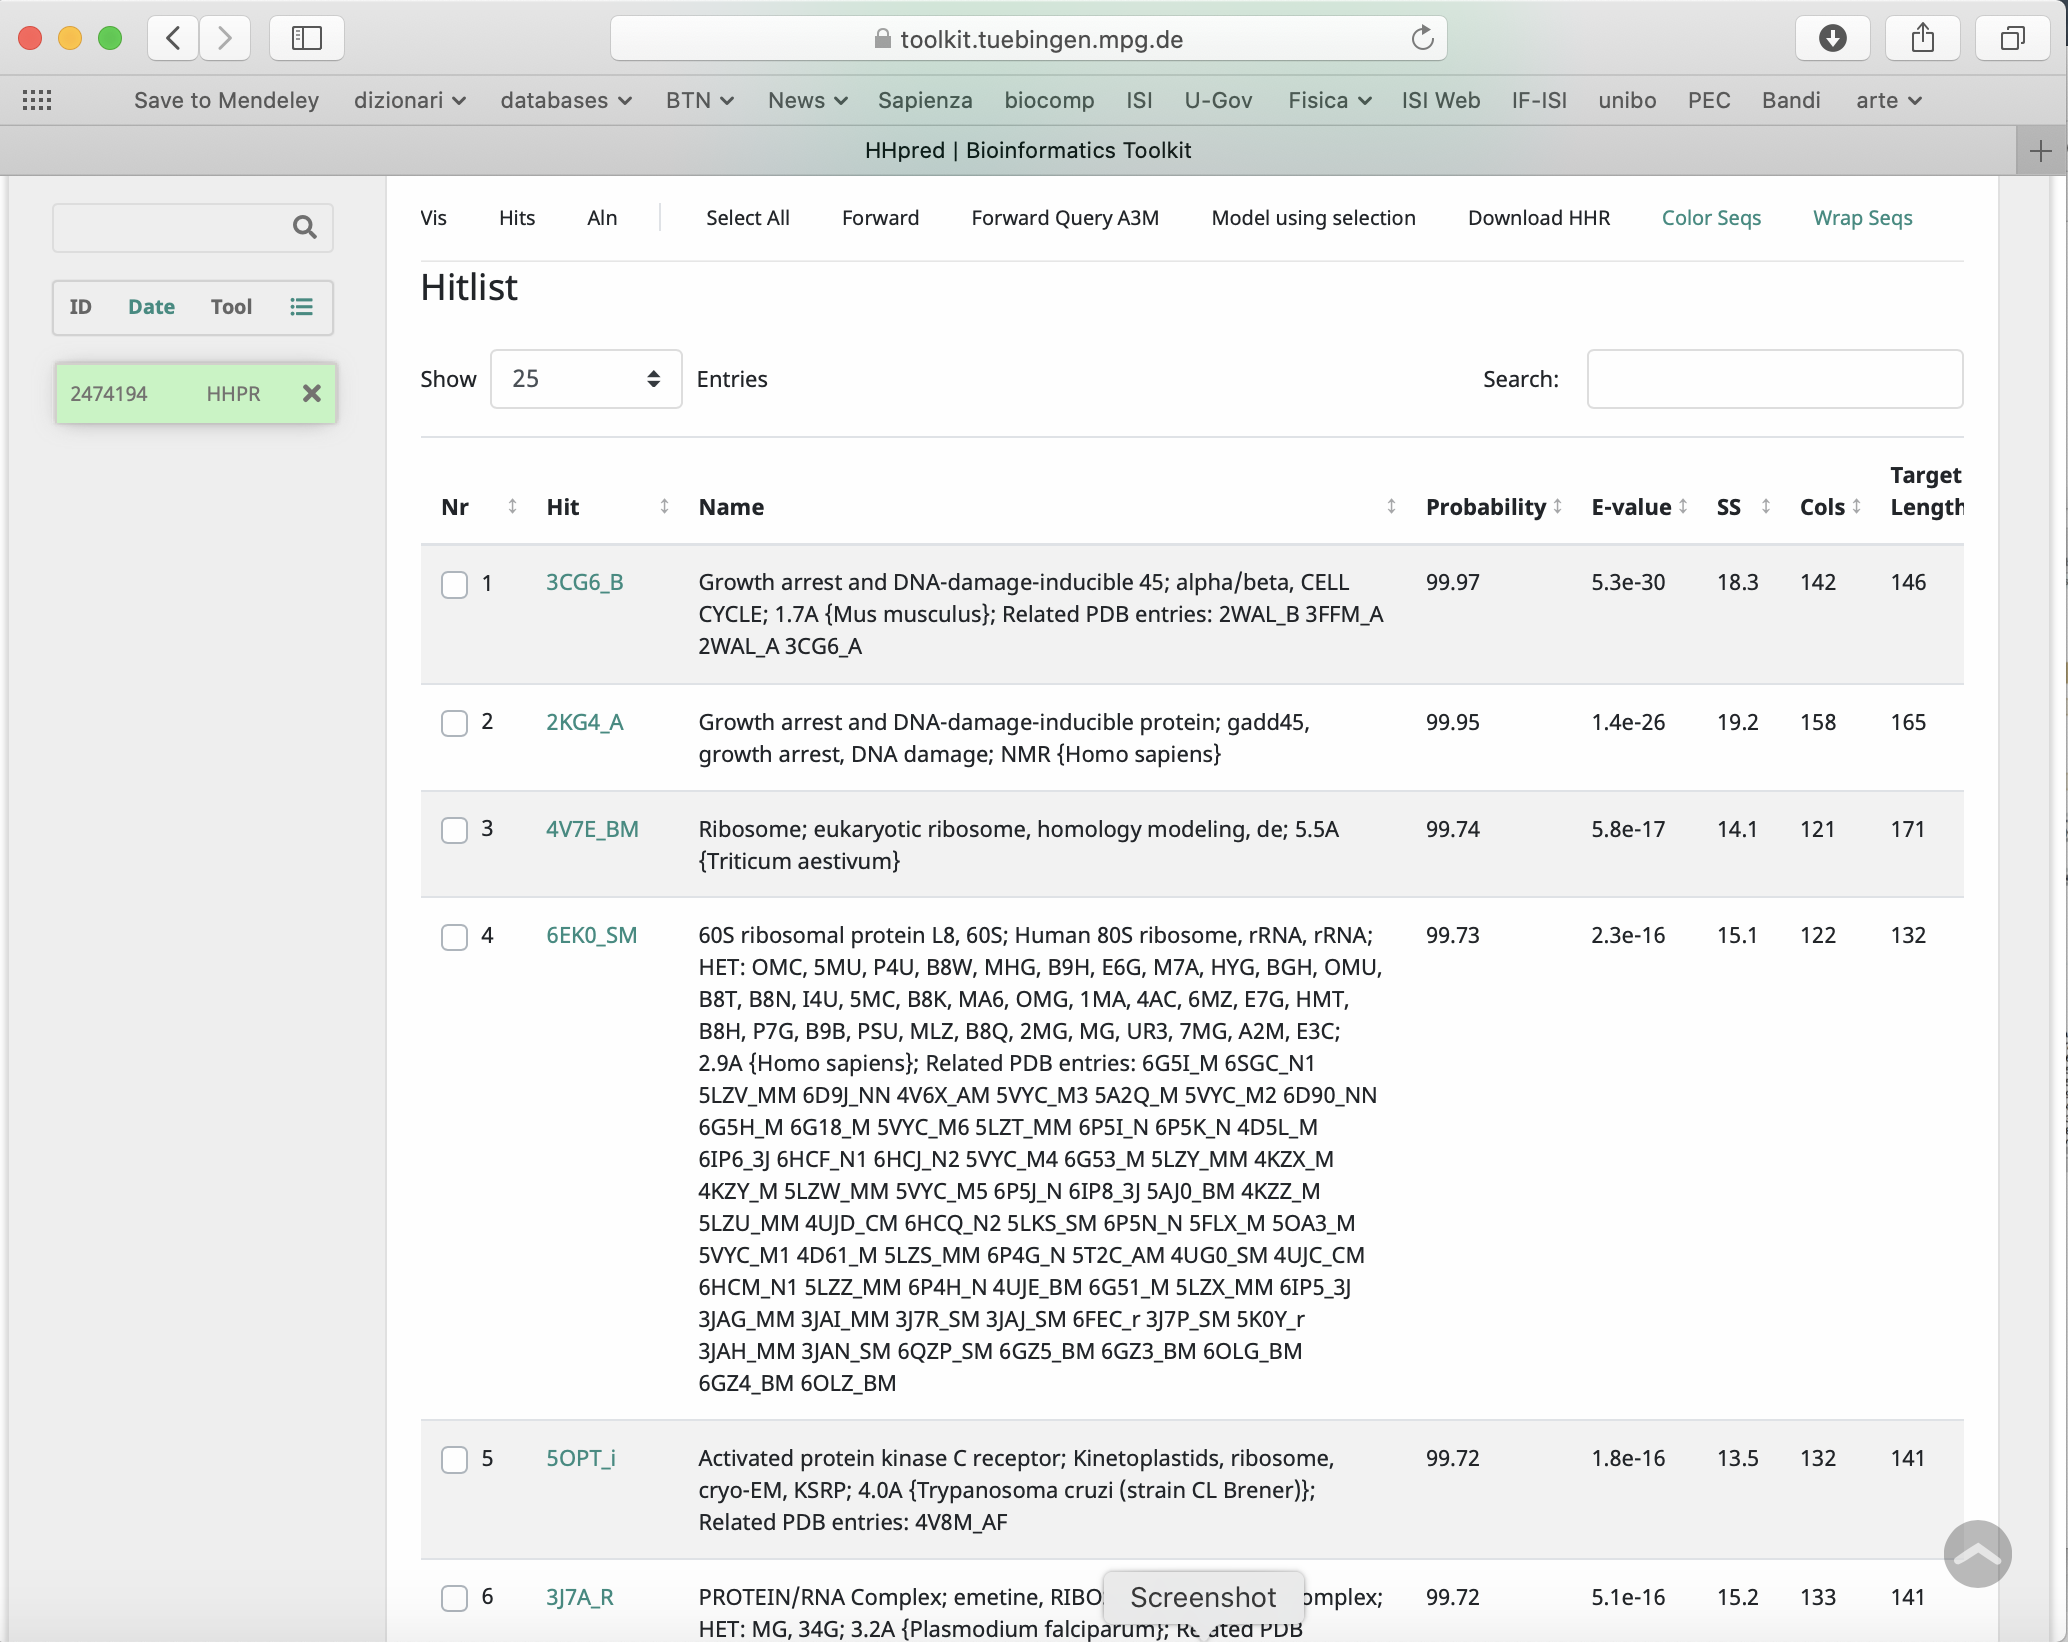 toolkit.tuebingen.mpg.de
Save to Mendeley dizionari databases BTN News Sapienza biocomp ISI U-Gov Fisica ISI Web IF-ISI unibo PEC Bandi arte
HHpred | Bioinformatics Toolkit
Vis Hits Aln Select All Forward Forward Query A3M Model using selection Download HHR Color Seqs Wrap Seqs
ID Date Tool
2474194 HHPR
Hitlist
Show 25 Entries Search:
Nr Hit Name Probability E-value SS Cols Target Length
1 3CG6_B Growth arrest and DNA-damage-inducible 45; alpha/beta, CELL 99.97 5.3e-30 18.3 142 146
CYCLE; 1.7A {Mus musculus}; Related PDB entries: 2WAL_B 3FFM_A
2WAL_A 3CG6_A
2 2KG4_A Growth arrest and DNA-damage-inducible protein; gadd45, 99.95 1.4e-26 19.2 158 165
growth arrest, DNA damage; NMR {Homo sapiens}
3 4V7E_BM Ribosome; eukaryotic ribosome, homology modeling, de; 5.5A 99.74 5.8e-17 14.1 121 171
{Triticum aestivum}
4 6EK0_SM 60S ribosomal protein L8, 60S; Human 80S ribosome, rRNA, rRNA; 99.73 2.3e-16 15.1 122 132
HET: OMC, 5MU, P4U, B8W, MHG, B9H, E6G, M7A, HYG, BGH, OMU,
B8T, B8N, I4U, 5MC, B8K, MA6, OMG, 1MA, 4AC, 6MZ, E7G, HMT,
B8H, P7G, B9B, PSU, MLZ, B8Q, 2MG, MG, UR3, 7MG, A2M, E3C;
2.9A {Homo sapiens}; Related PDB entries: 6G5I_M 6SGC_N1
5LZV_MM 6D9J_NN 4V6X_AM 5VYC_M3 5A2Q_M 5VYC_M2 6D90_NN
6G5H_M 6G18_M 5VYC_M6 5LZT_MM 6P5I_N 6P5K_N 4D5L_M
6IP6_3J 6HCF_N1 6HCJ_N2 5VYC_M4 6G53_M 5LZY_MM 4KZX_M
4KZY_M 5LZW_MM 5VYC_M5 6P5J_N 6IP8_3J 5AJ0_BM 4KZZ_M
5LZU_MM 4UJD_CM 6HCQ_N2 5LKS_SM 6P5N_N 5FLX_M 5OA3_M
5VYC_M1 4D61_M 5LZS_MM 6P4G_N 5T2C_AM 4UG0_SM 4UJC_CM
6HCM_N1 5LZZ_MM 6P4H_N 4UJE_BM 6G51_M 5LZX_MM 6IP5_3J
3JAG_MM 3JAI_MM 3J7R_SM 3JAJ_SM 6FEC_r 3J7P_SM 5K0Y_r
3JAH_MM 3JAN_SM 6QZP_SM 6GZ5_BM 6GZ3_BM 6OLG_BM
6GZ4_BM 6OLZ_BM
5 5OPT_i Activated protein kinase C receptor; Kinetoplastids, ribosome, 99.72 1.8e-16 13.5 132 141
cryo-EM, KSRP; 4.0A {Trypanosoma cruzi (strain CL Brener)};
Related PDB entries: 4V8M_AF
6 3J7A_R PROTEIN/RNA Complex; emetine, RIBO omplex; 99.72 5.1e-16 15.2 133 141
Screenshot
HET: MG, 34G; 3.2A {Plasmodium falciparum}; Related PDB